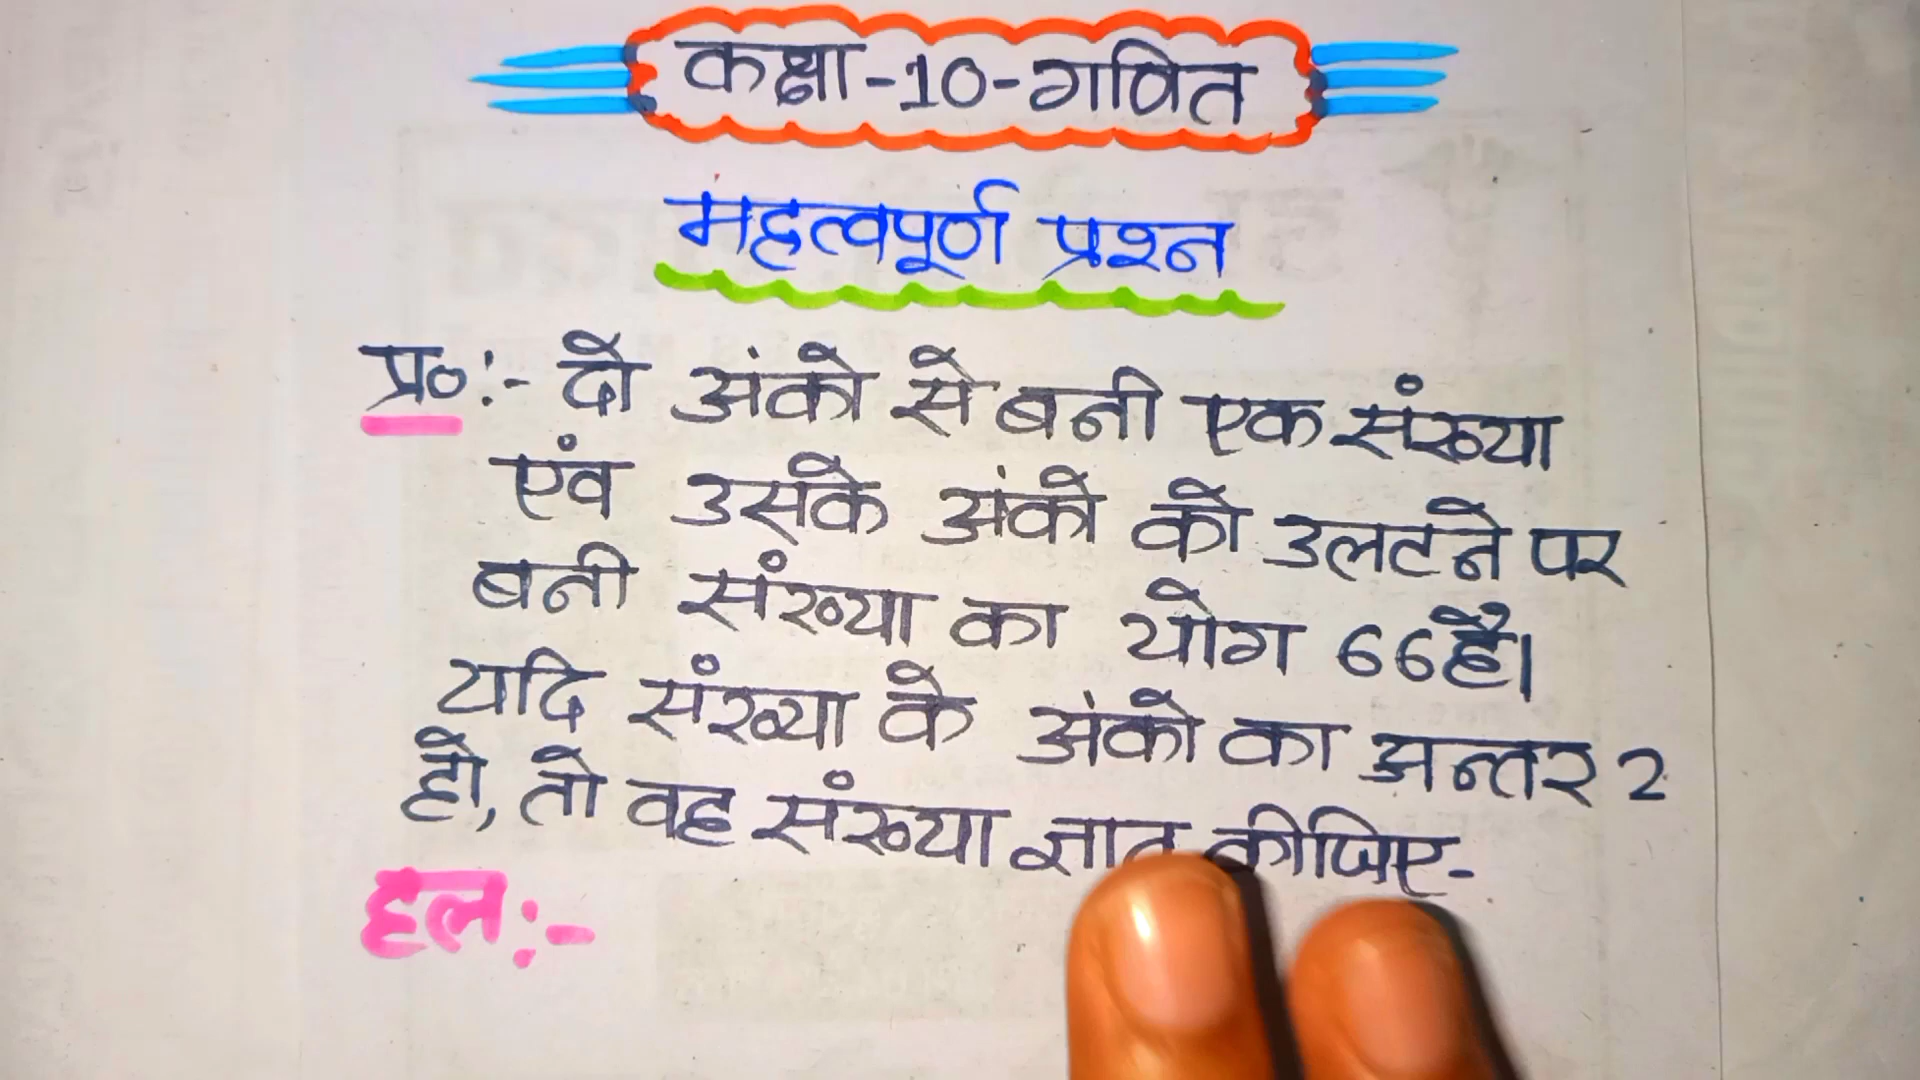 कक्षा-10-गणित
महत्वपूर्ण प्रश्न
प्र०:- दो अंको से बनी एक संख्या
एंव उसके अंको को उलटने पर
बनी संख्या का योग 66 है।
यदि संख्या के अंको का अन्तर 2
हो, तो वह संख्या ज्ञात कीजिए-
हल:-